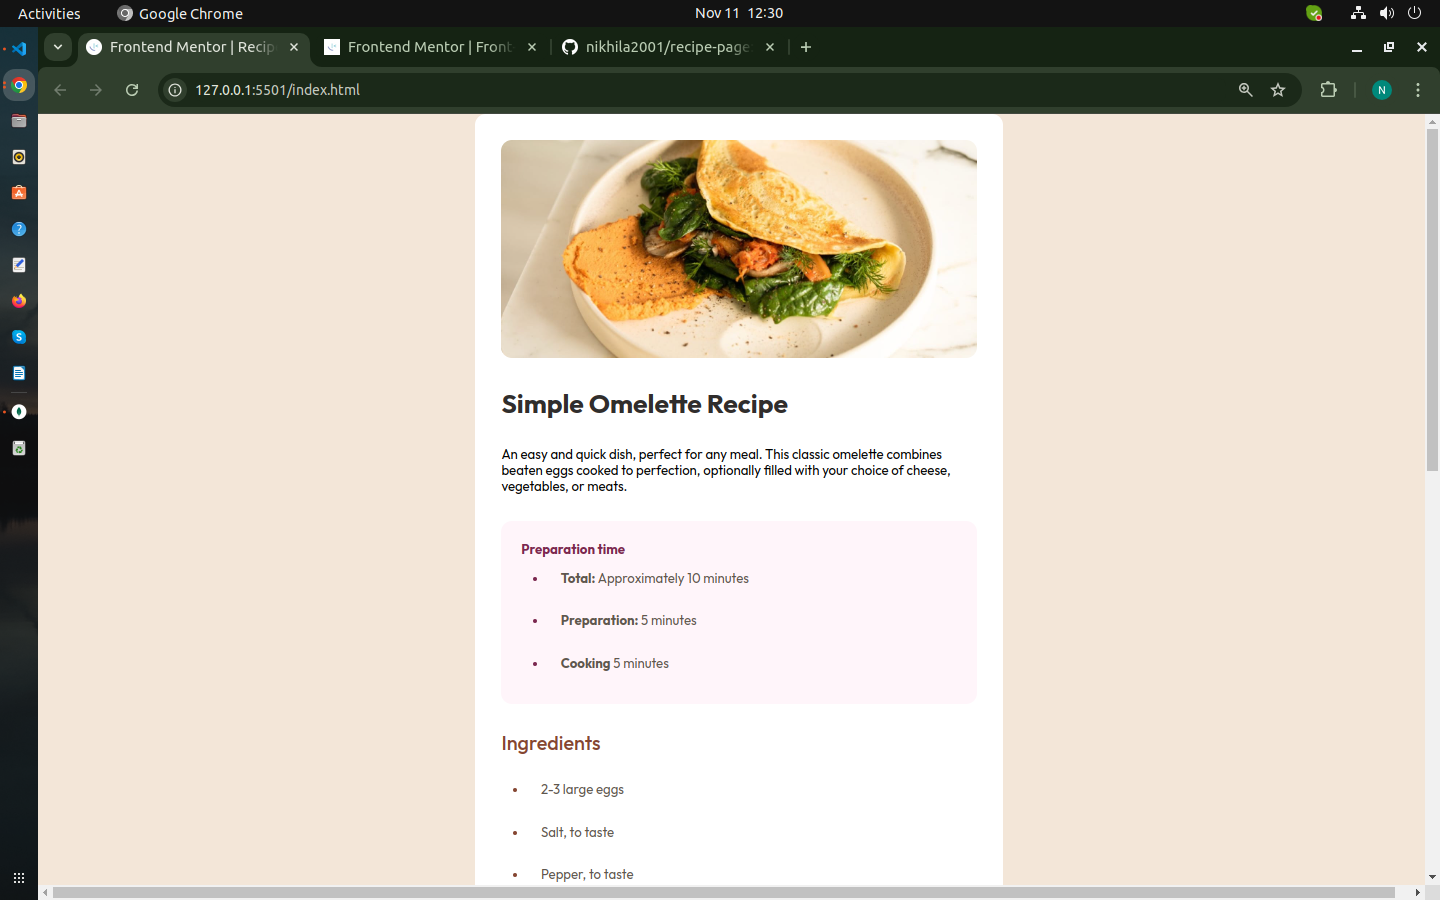 Activities
Google Chrome
Nov 11 12:30
Frontend Mentor | Recip
Frontend Mentor | Front
nikhila2001/recipe-page
127.0.0.1:5501/index.html
N
Simple Omelette Recipe
An easy and quick dish, perfect for any meal. This classic omelette combines
beaten eggs cooked to perfection, optionally filled with your choice of cheese,
vegetables, or meats.
Preparation time
• Total: Approximately 10 minutes
• Preparation: 5 minutes
• Cooking 5 minutes
Ingredients
• 2-3 large eggs
• Salt, to taste
• Pepper, to taste